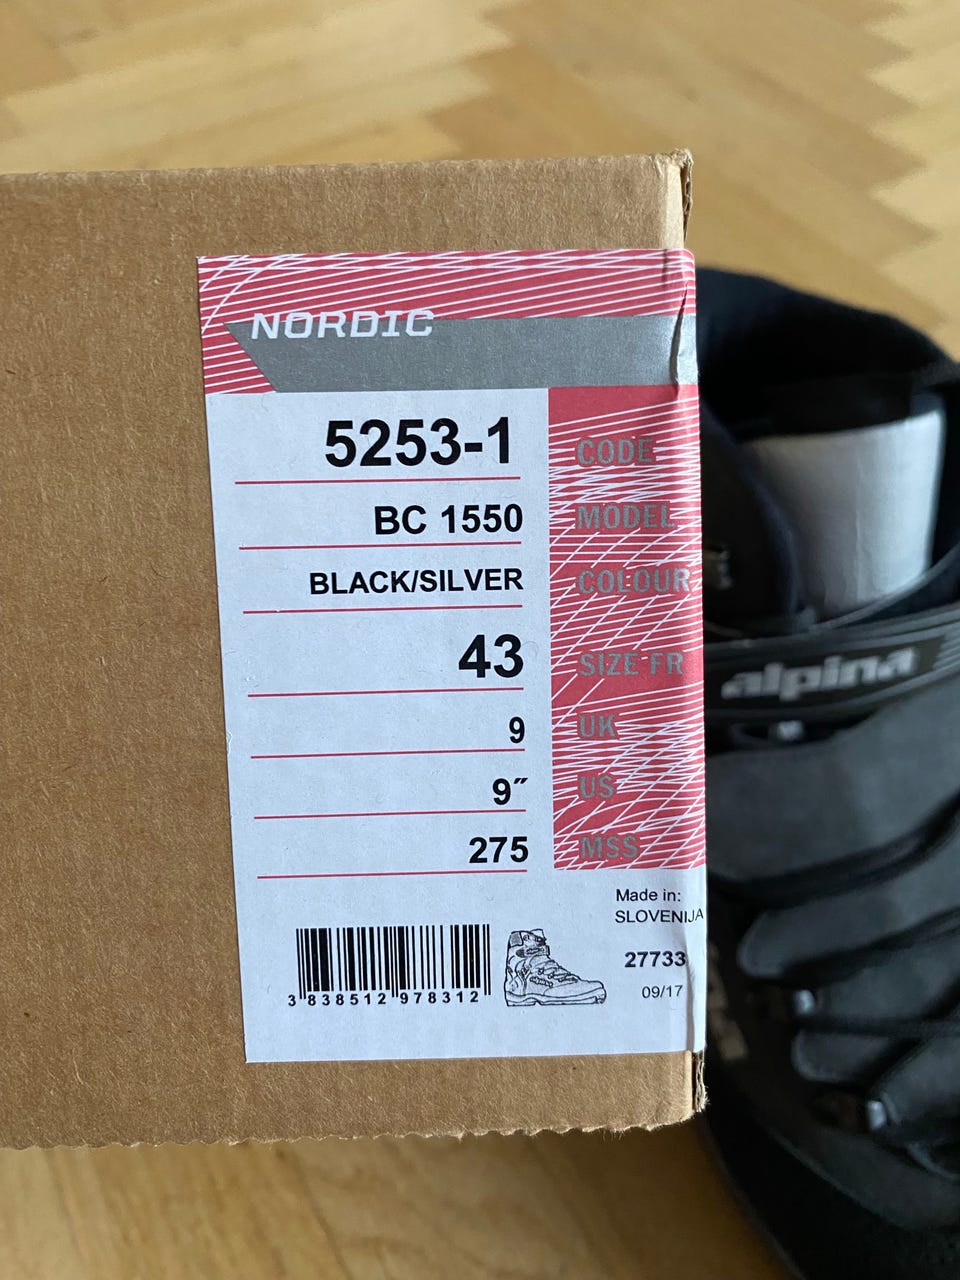 NORDIC
5253-1 CODE
BC 1550 MODEL
BLACK/SILVER COLOUR
43 SIZE FR
9 UK
9″ US
275 MSS
Made in:
SLOVENIJA
27733
09/17
3 838512 978312
alpina
M